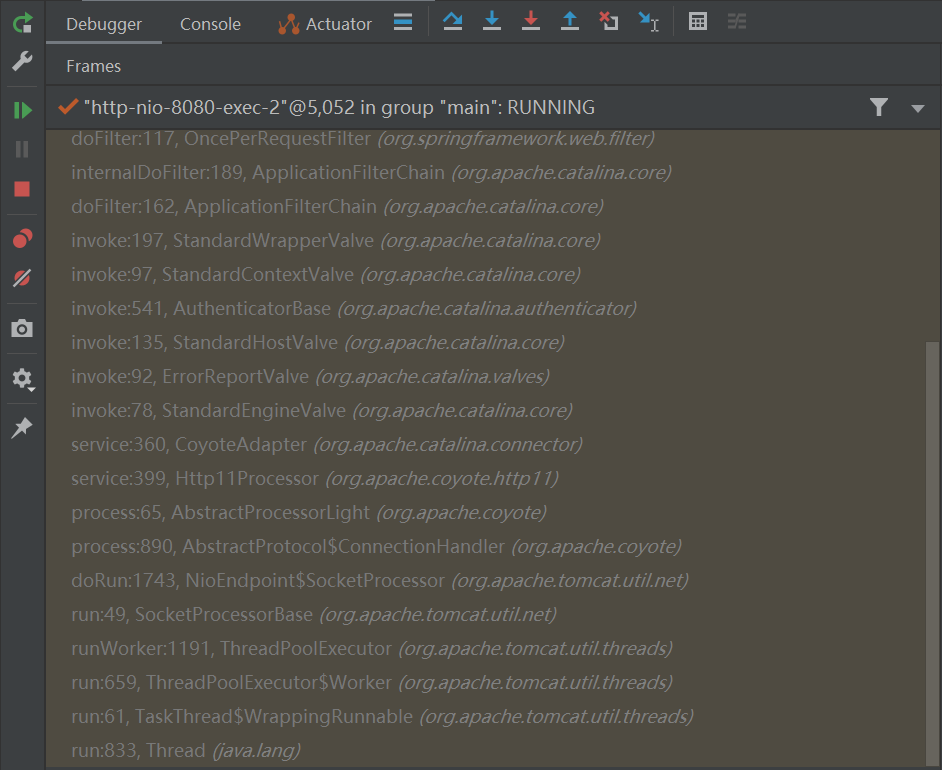 Debugger Console Actuator
Frames
"http-nio-8080-exec-2"@5,052 in group "main": RUNNING
doFilter:117, OncePerRequestFilter (org.springframework.web.filter)
internalDoFilter:189, ApplicationFilterChain (org.apache.catalina.core)
doFilter:162, ApplicationFilterChain (org.apache.catalina.core)
invoke:197, StandardWrapperValve (org.apache.catalina.core)
invoke:97, StandardContextValve (org.apache.catalina.core)
invoke:541, AuthenticatorBase (org.apache.catalina.authenticator)
invoke:135, StandardHostValve (org.apache.catalina.core)
invoke:92, ErrorReportValve (org.apache.catalina.valves)
invoke:78, StandardEngineValve (org.apache.catalina.core)
service:360, CoyoteAdapter (org.apache.catalina.connector)
service:399, Http11Processor (org.apache.coyote.http11)
process:65, AbstractProcessorLight (org.apache.coyote)
process:890, AbstractProtocol$ConnectionHandler (org.apache.coyote)
doRun:1743, NioEndpoint$SocketProcessor (org.apache.tomcat.util.net)
run:49, SocketProcessorBase (org.apache.tomcat.util.net)
runWorker:1191, ThreadPoolExecutor (org.apache.tomcat.util.threads)
run:659, ThreadPoolExecutor$Worker (org.apache.tomcat.util.threads)
run:61, TaskThread$WrappingRunnable (org.apache.tomcat.util.threads)
run:833, Thread (java.lang)